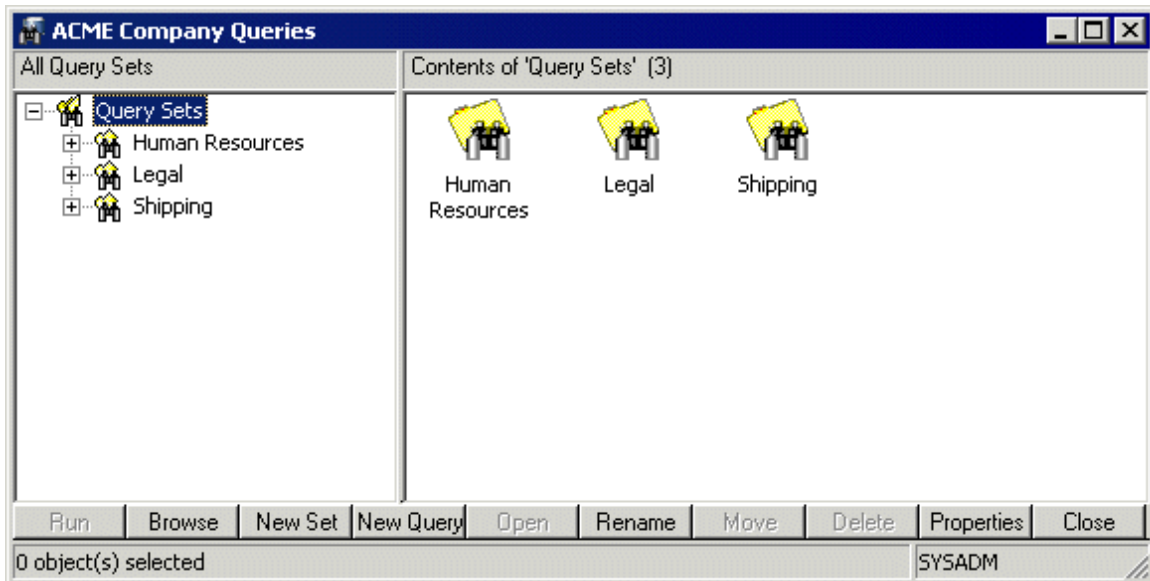 ACME Company Queries
All Query Sets
Contents of 'Query Sets' (3)
Query Sets
Human Resources
Legal
Shipping
Human
Resources
Legal
Shipping
Run Browse New Set New Query Open Rename Move Delete Properties Close
0 object(s) selected
SYSADM